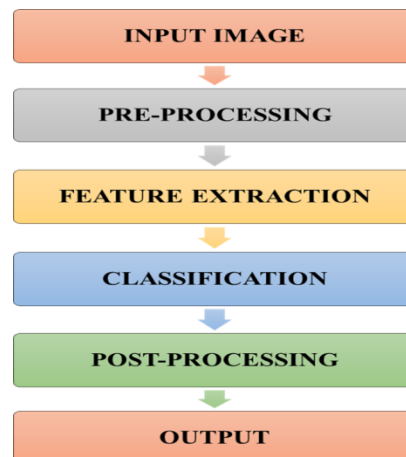 INPUT IMAGE
PRE-PROCESSING
FEATURE EXTRACTION
CLASSIFICATION
POST-PROCESSING
OUTPUT